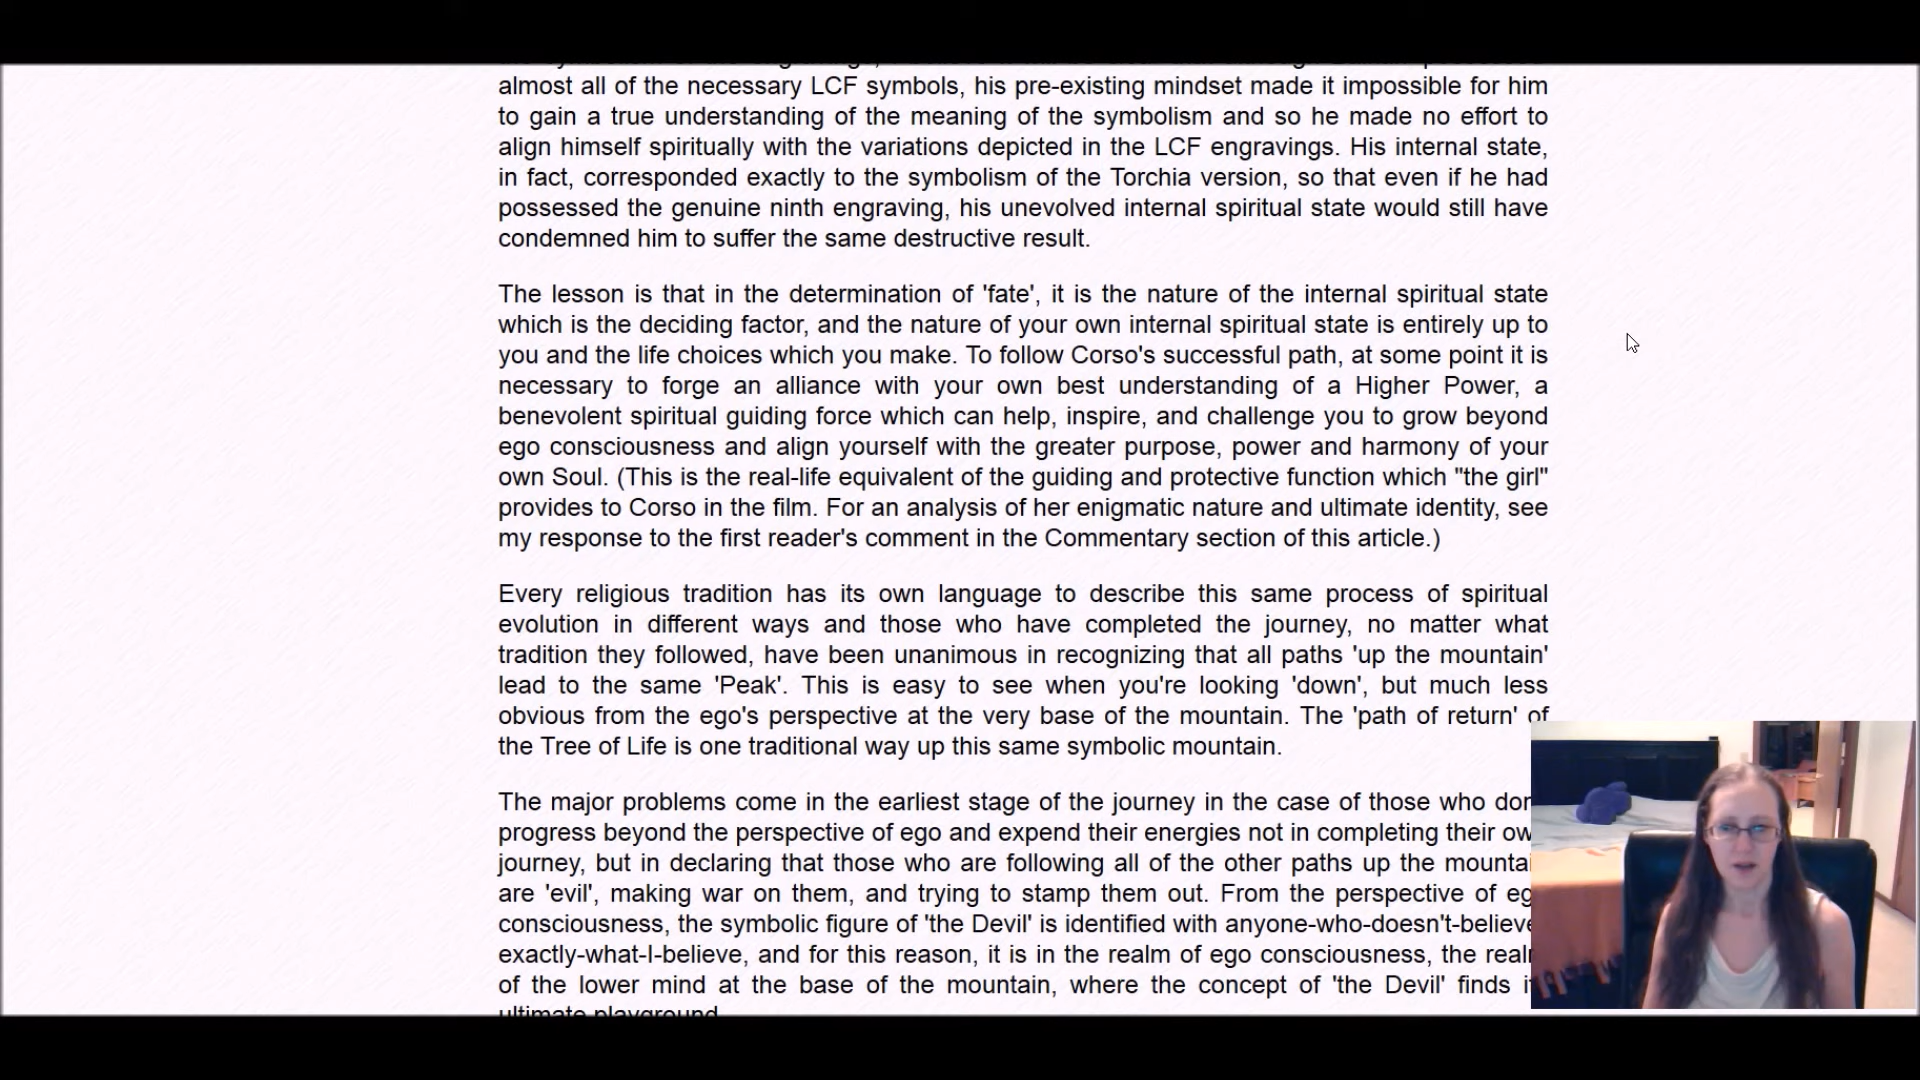 almost all of the necessary LCF symbols, his pre-existing mindset made it impossible for him
to gain a true understanding of the meaning of the symbolism and so he made no effort to
align himself spiritually with the variations depicted in the LCF engravings. His internal state,
in fact, corresponded exactly to the symbolism of the Torchia version, so that even if he had
possessed the genuine ninth engraving, his unevolved internal spiritual state would still have
condemned him to suffer the same destructive result.
The lesson is that in the determination of 'fate', it is the nature of the internal spiritual state
which is the deciding factor, and the nature of your own internal spiritual state is entirely up to
you and the life choices which you make. To follow Corso's successful path, at some point it is
necessary to forge an alliance with your own best understanding of a Higher Power, a
benevolent spiritual guiding force which can help, inspire, and challenge you to grow beyond
ego consciousness and align yourself with the greater purpose, power and harmony of your
own Soul. (This is the real-life equivalent of the guiding and protective function which "the girl"
provides to Corso in the film. For an analysis of her enigmatic nature and ultimate identity, see
my response to the first reader's comment in the Commentary section of this article.)
Every religious tradition has its own language to describe this same process of spiritual
evolution in different ways and those who have completed the journey, no matter what
tradition they followed, have been unanimous in recognizing that all paths 'up the mountain'
lead to the same 'Peak'. This is easy to see when you're looking 'down', but much less
obvious from the ego's perspective at the very base of the mountain. The 'path of return' of
the Tree of Life is one traditional way up this same symbolic mountain.
The major problems come in the earliest stage of the journey in the case of those who
progress beyond the perspective of ego and expend their energies not in completing their
journey, but in declaring that those who are following all of the other paths up the
are 'evil', making war on them, and trying to stamp them out. From the perspective of
consciousness, the symbolic figure of 'the Devil' is identified with anyone-who-doesn't-believe
exactly-what-I-believe, and for this reason, it is in the realm of ego consciousness, the
of the lower mind at the base of the mountain, where the concept of 'the Devil' finds
ultimate playground.